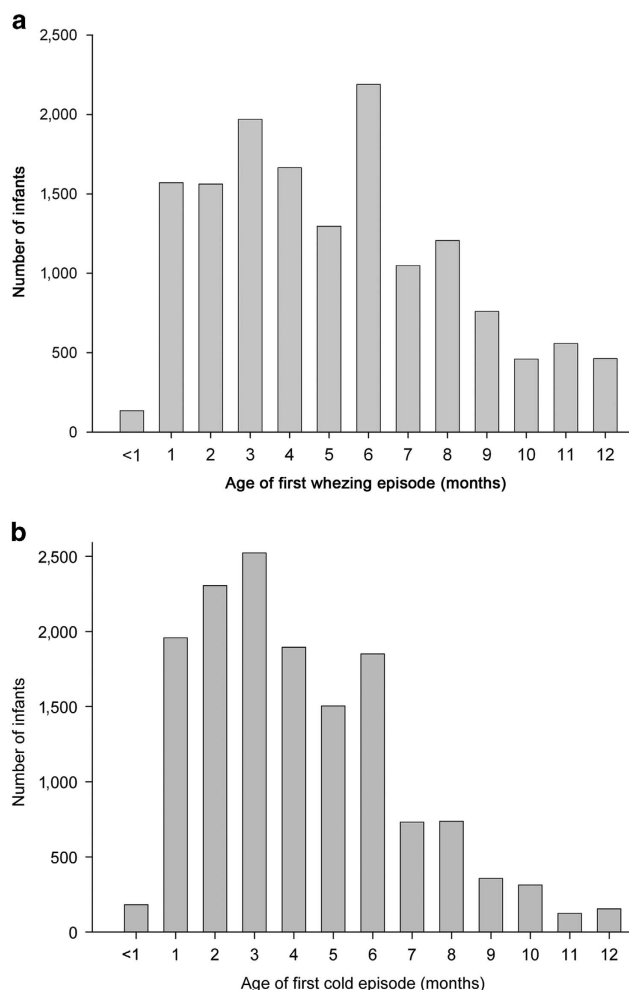 a
Number of infants
2,500
2,000
1,500
1,000
500
0
<1 1 2 3 4 5 6 7 8 9 10 11 12
Age of first whezing episode (months)
b
Number of infants
2,500
2,000
1,500
1,000
500
0
<1 1 2 3 4 5 6 7 8 9 10 11 12
Age of first cold episode (months)